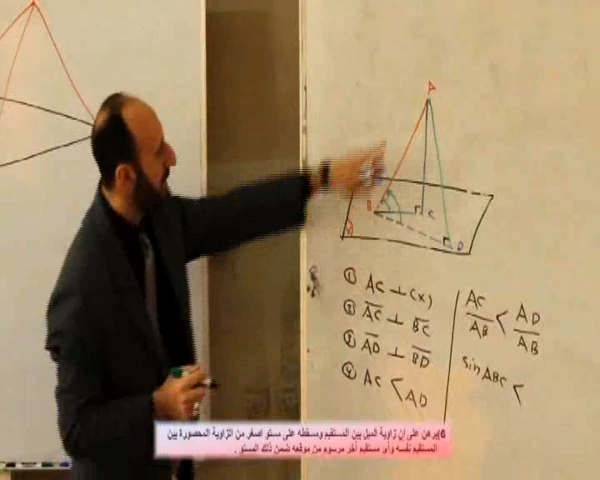 A
B
C
D
X
① AC ⊥ (X)
② AC ⊥ BC
③ AD ⊥ BD
④ AC < AD
AC/AB < AD/AB
sin ABC <
6)برهن على إن زاوية الميل بين المستقيم ومسقطه على مستو اصغر من الزاوية المحصورة بين
المستقيم نفسه وأي مستقيم آخر مرسوم من موقعه ضمن ذلك المستو .